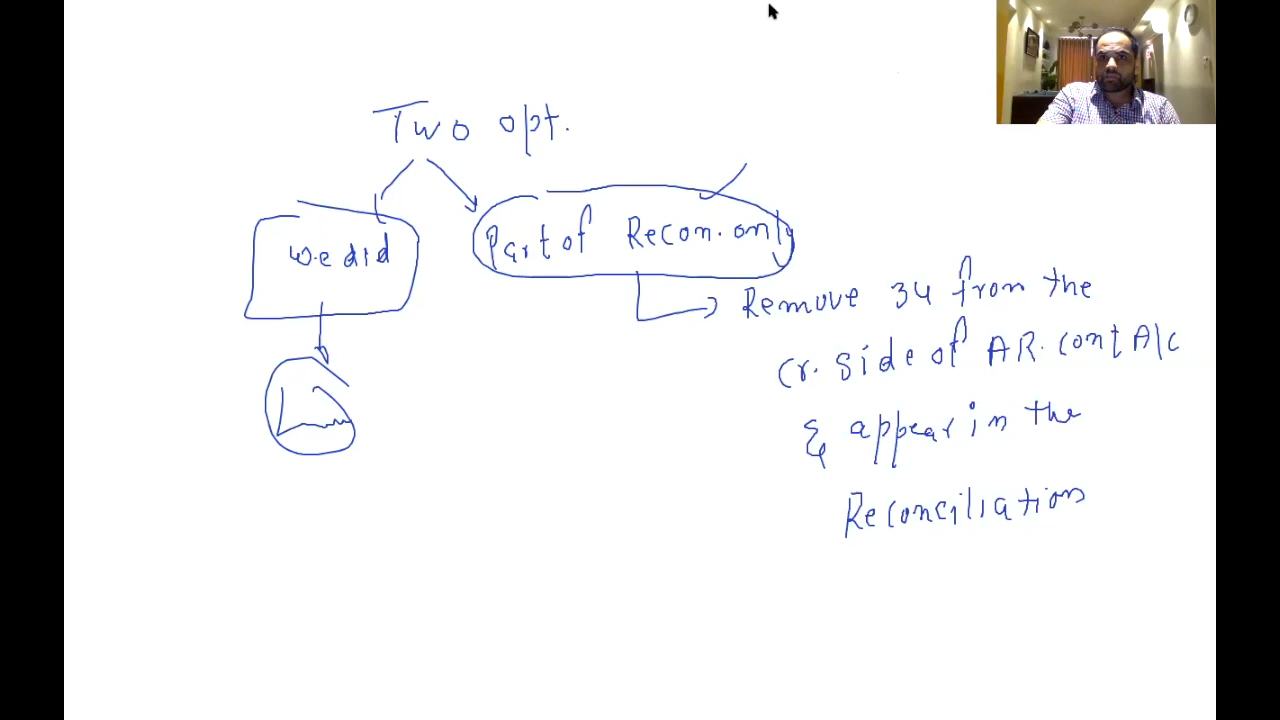 Two opt.
we did
Part of Recon. only
Remove 34 from the
Cr. side of AR. cont A/c
& appear in the
Reconciliation